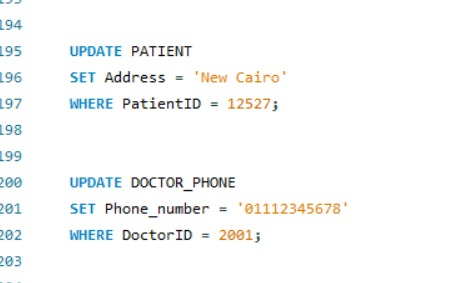 193
194
195 UPDATE PATIENT
196 SET Address = 'New Cairo'
197 WHERE PatientID = 12527;
198
199
200 UPDATE DOCTOR_PHONE
201 SET Phone_number = '01112345678'
202 WHERE DoctorID = 2001;
203